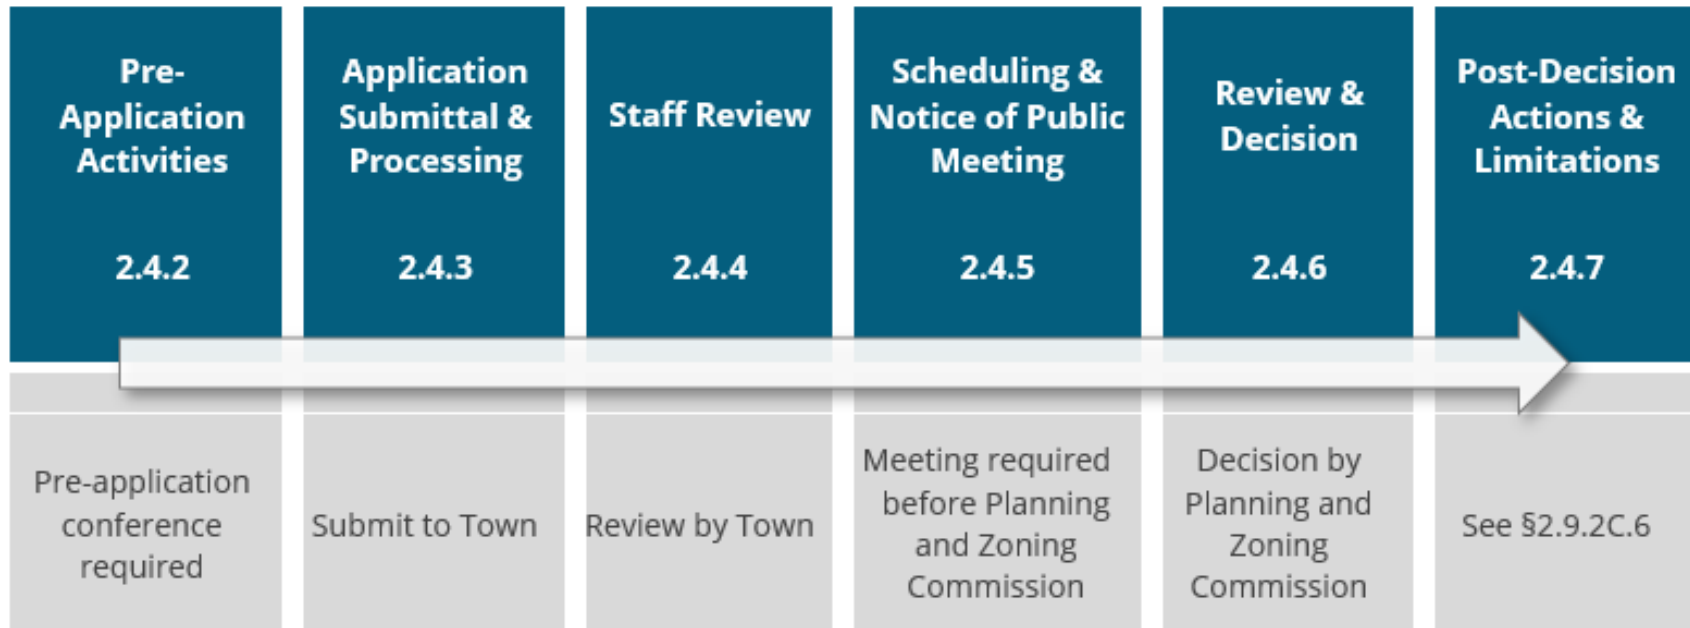 Pre-
Application
Activities
2.4.2
Application
Submittal &
Processing
2.4.3
Staff Review
2.4.4
Scheduling &
Notice of Public
Meeting
2.4.5
Review &
Decision
2.4.6
Post-Decision
Actions &
Limitations
2.4.7
Pre-application
conference
required
Submit to Town
Review by Town
Meeting required
before Planning
and Zoning
Commission
Decision by
Planning and
Zoning
Commission
See §2.9.2C.6